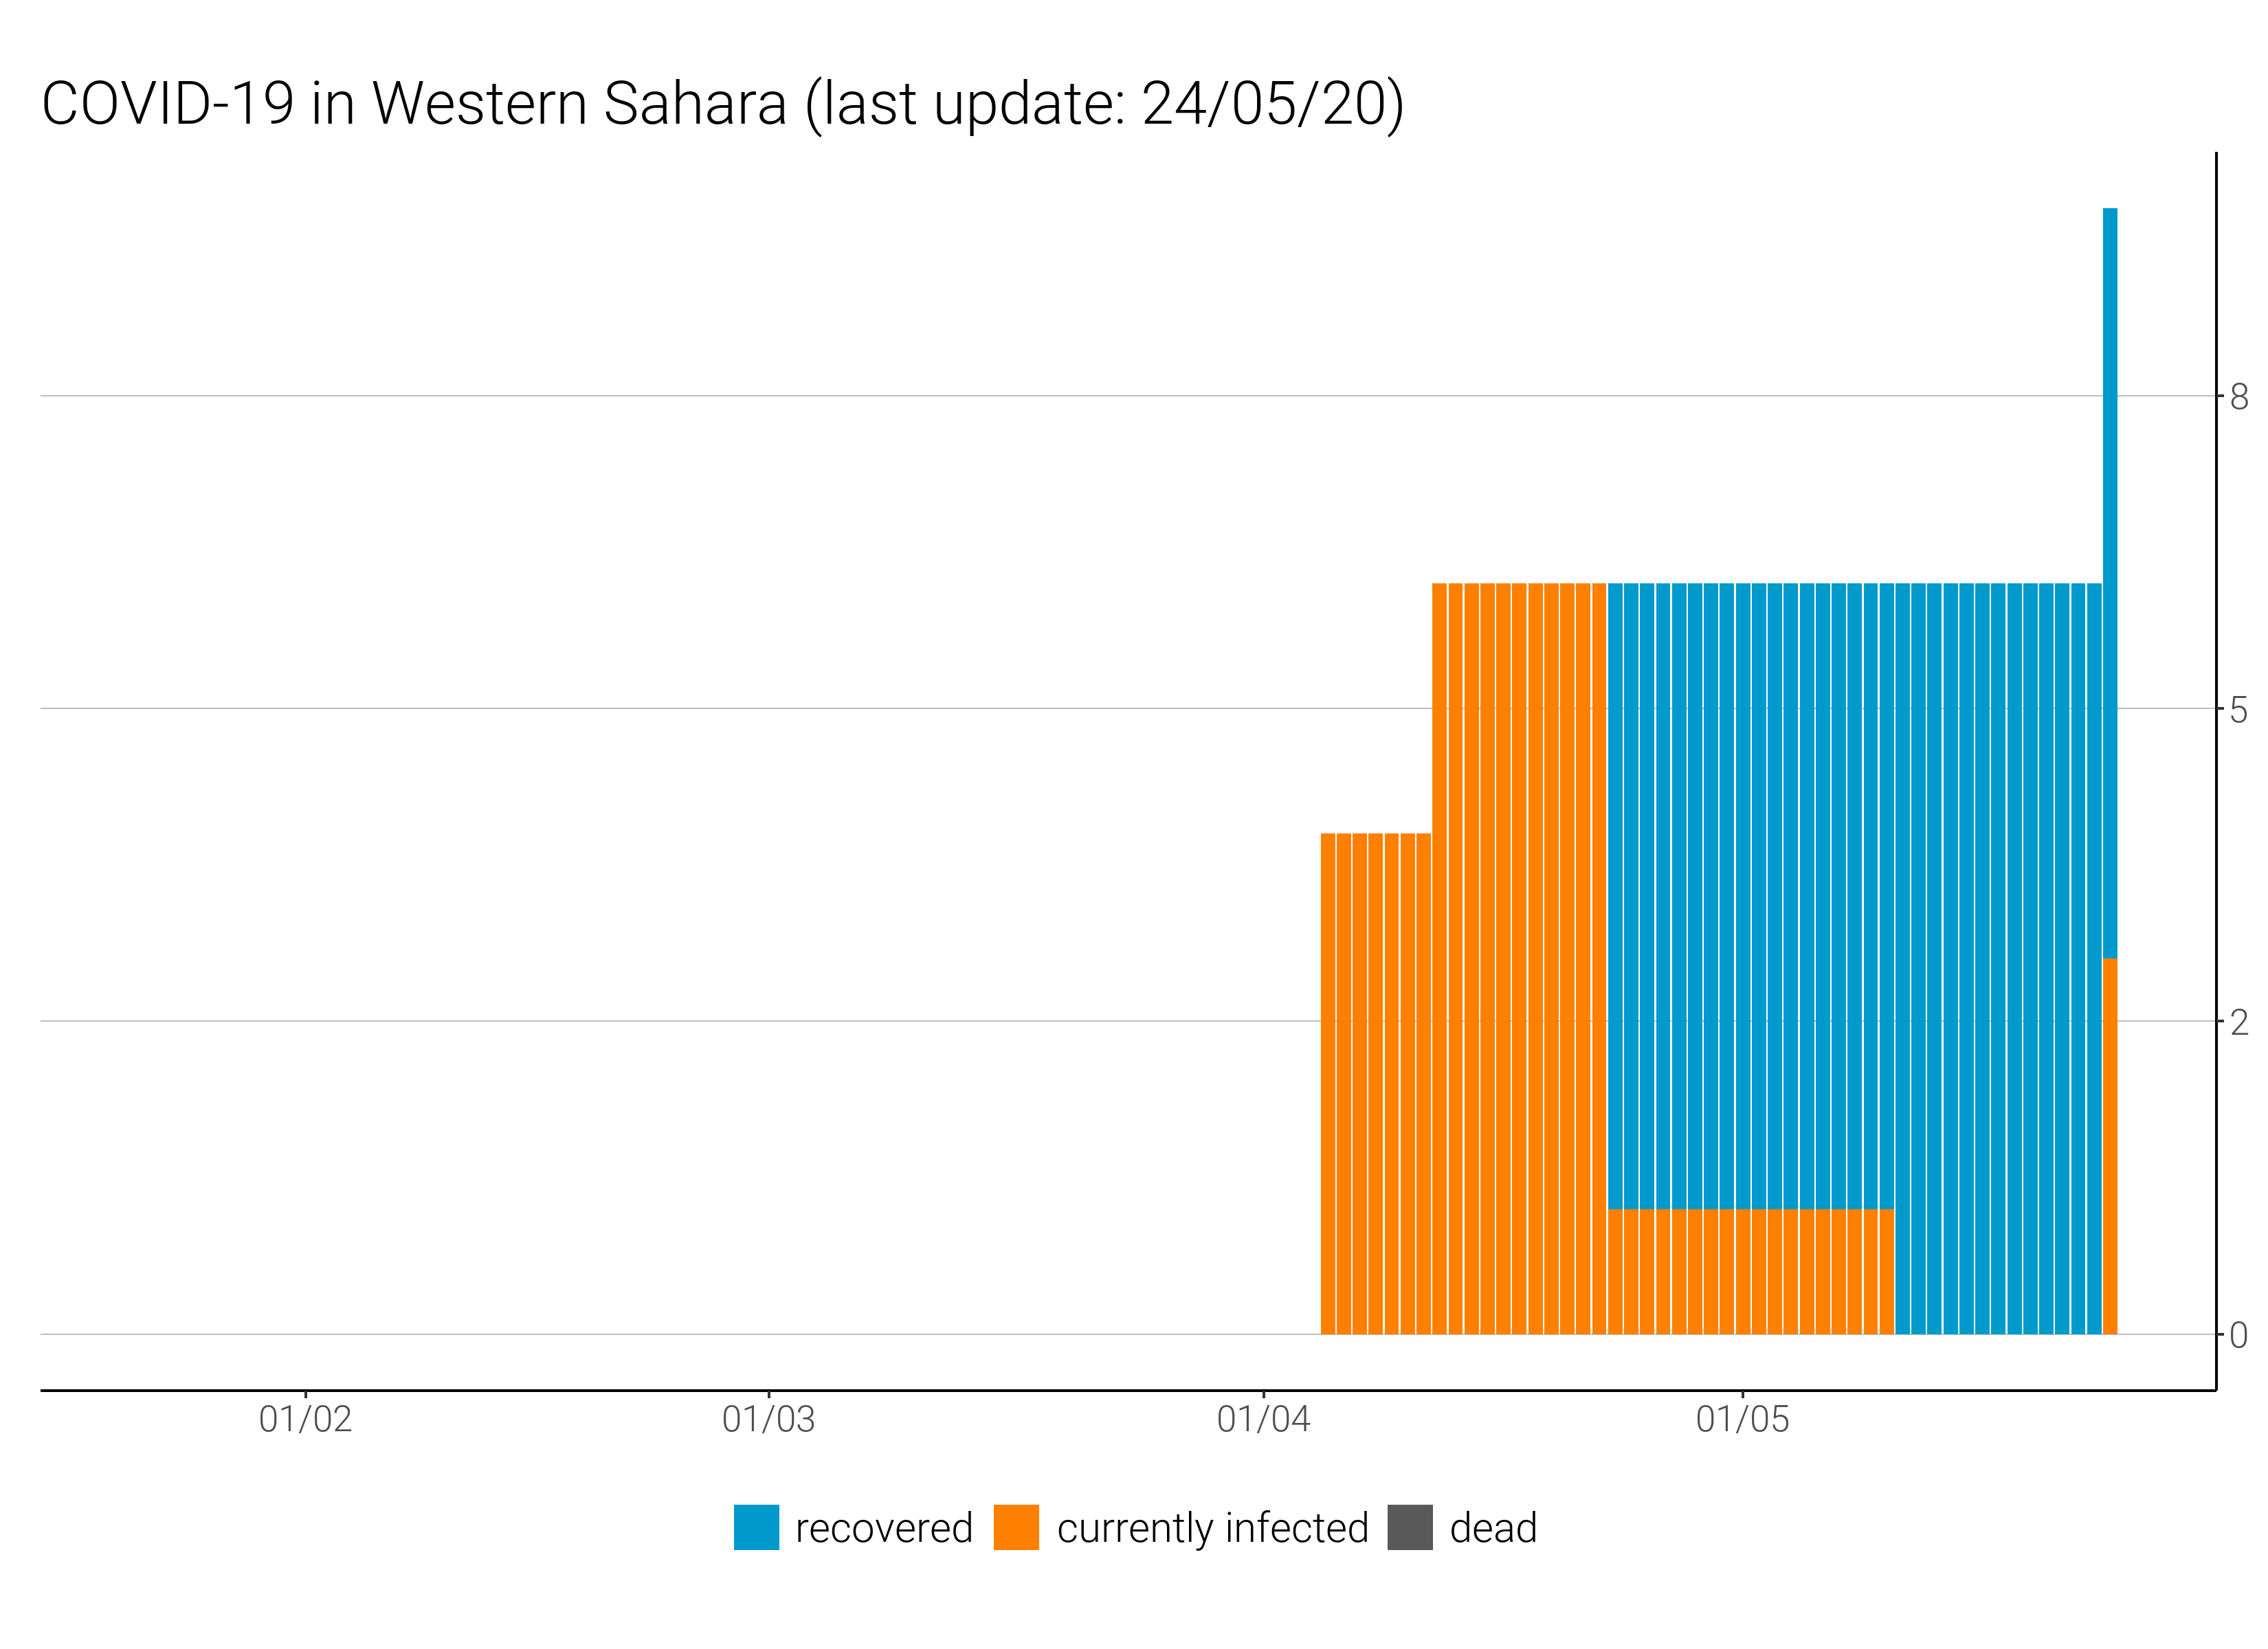 COVID-19 in Western Sahara (last update: 24/05/20)
8
5
2
0
01/02 01/03 01/04 01/05
recovered currently infected dead